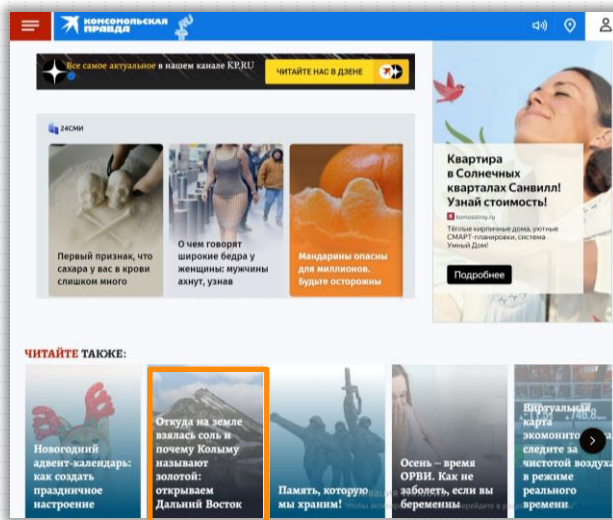 КОМСОМОЛЬСКАЯ
ПРАВДА
Все самое актуальное в нашем канале KP.RU
ЧИТАЙТЕ НАС В ДЗЕНЕ
24СМИ
Первый признак, что
сахара у вас в крови
слишком много
О чем говорят
широкие бедра у
женщины: мужчины
ахнут, узнав
Мандарины опасны
для миллионов.
Будьте осторожны
Квартира
в Солнечных
кварталах Санвилл!
Узнай стоимость!
komosstroy.ru
Тёплые кирпичные дома, уютные
СМАРТ-планировки, система
Умный Дом!
Подробнее
ЧИТАЙТЕ ТАКЖЕ:
Новогодний
адвент-календарь:
как создать
праздничное
настроение
Откуда на земле
взялась соль и
почему Колыму
называют
золотой:
открываем
Дальний Восток
Память, которую
мы храним!
Осень – время
ОРВИ. Как не
заболеть, если вы
беременны
Виртуальная
карта
следите за
чистотой воздуха
в режиме
реального
времени